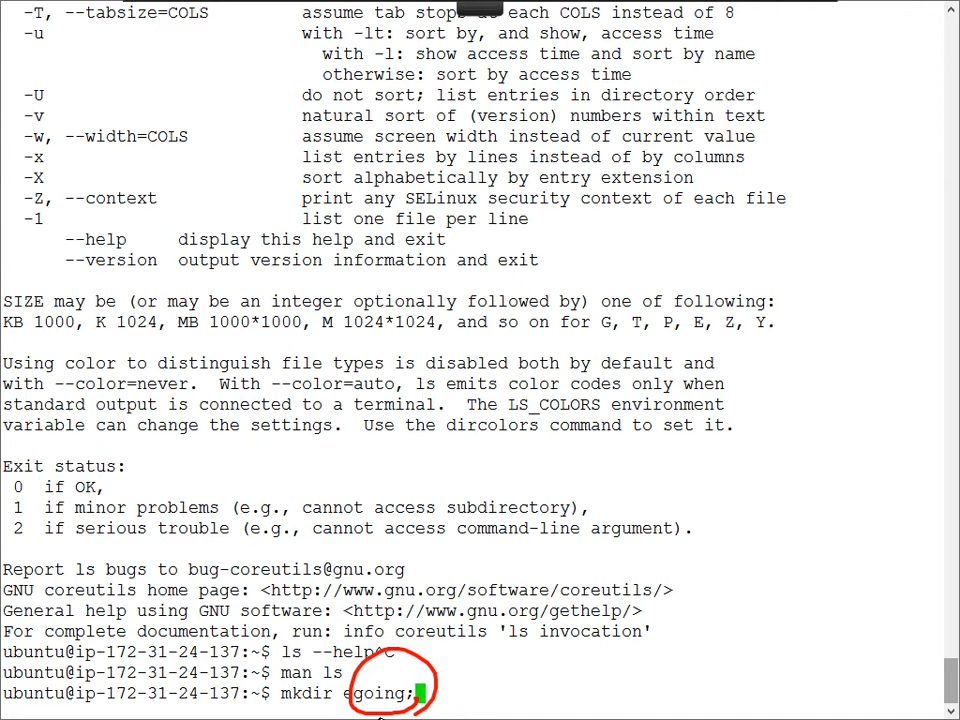 -T, --tabsize=COLS         assume tab stops at each COLS instead of 8
-u                         with -lt: sort by, and show, access time
with -l: show access time and sort by name
otherwise: sort by access time
-U                         do not sort; list entries in directory order
-v                         natural sort of (version) numbers within text
-w, --width=COLS           assume screen width instead of current value
-x                         list entries by lines instead of by columns
-X                         sort alphabetically by entry extension
-Z, --context              print any SELinux security context of each file
-1                         list one file per line
--help     display this help and exit
--version  output version information and exit
SIZE may be (or may be an integer optionally followed by) one of following:
KB 1000, K 1024, MB 1000*1000, M 1024*1024, and so on for G, T, P, E, Z, Y.
Using color to distinguish file types is disabled both by default and
with --color=never.  With --color=auto, ls emits color codes only when
standard output is connected to a terminal.  The LS_COLORS environment
variable can change the settings.  Use the dircolors command to set it.
Exit status:
0  if OK,
1  if minor problems (e.g., cannot access subdirectory),
2  if serious trouble (e.g., cannot access command-line argument).
Report ls bugs to bug-coreutils@gnu.org
GNU coreutils home page: <http://www.gnu.org/software/coreutils/>
General help using GNU software: <http://www.gnu.org/gethelp/>
For complete documentation, run: info coreutils 'ls invocation'
ubuntu@ip-172-31-24-137:~$ ls --help^C
ubuntu@ip-172-31-24-137:~$ man ls
ubuntu@ip-172-31-24-137:~$ mkdir egoing;